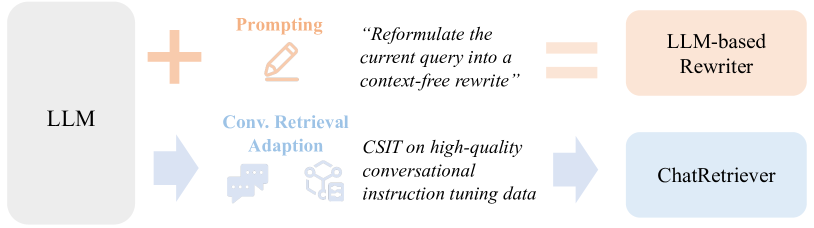 LLM
Prompting
“Reformulate the
current query into a
context-free rewrite”
LLM-based
Rewriter
Conv. Retrieval
Adaption
CSIT on high-quality
conversational
instruction tuning data
ChatRetriever